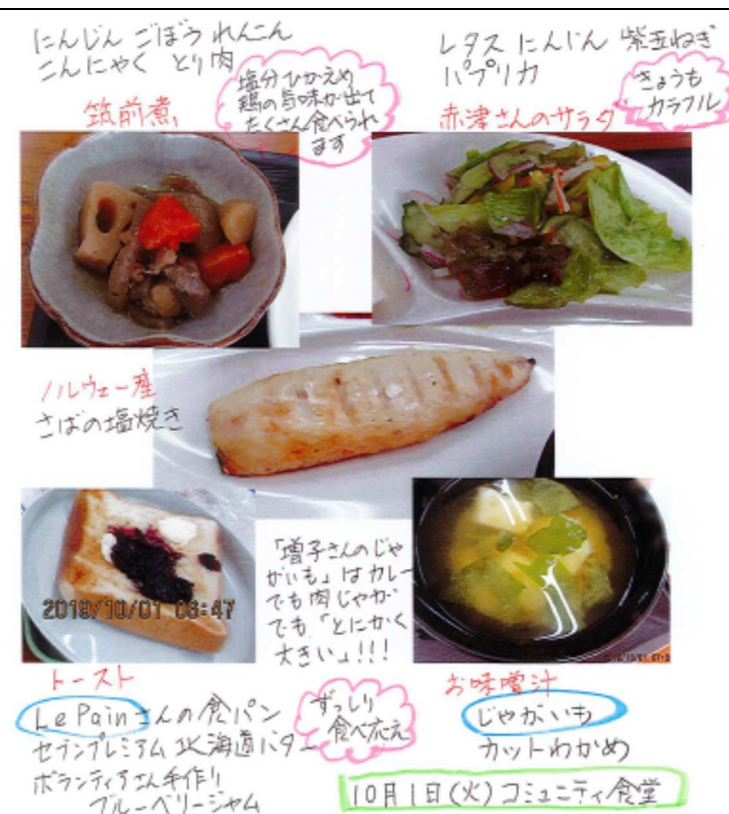 にんじん ごぼう れんこん
こんにゃく とり肉
塩分ひかえめ
鶏の旨味が出て
たくさん食べられ
ます
筑前煮
レタス にんじん 紫玉ねぎ
パプリカ
きょうも
カラフル
赤津さんのサラダ
ノルウェー産
さばの塩焼き
2019/10/01 06:47
「増子さんのじゃ
がいも」はカレー
でも肉じゃが
でも「とにかく
大きい」!!!
トースト
Le Painさんの食パン
セブンプレミアム 北海道バター
ボランティアさん手作り
ブルーベリージャム
ずっしり
食べ応え
お味噌汁
じゃがいも
カットわかめ
10月1日(火)コミュニティ食堂